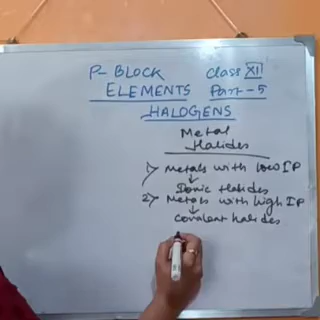 P-BLOCK Class XII
ELEMENTS Part-5
HALOGENS
Metal
Halides
1) Metals with low IP
↓
Ionic Halides
2) Metals with high IP
↓
Covalent halides